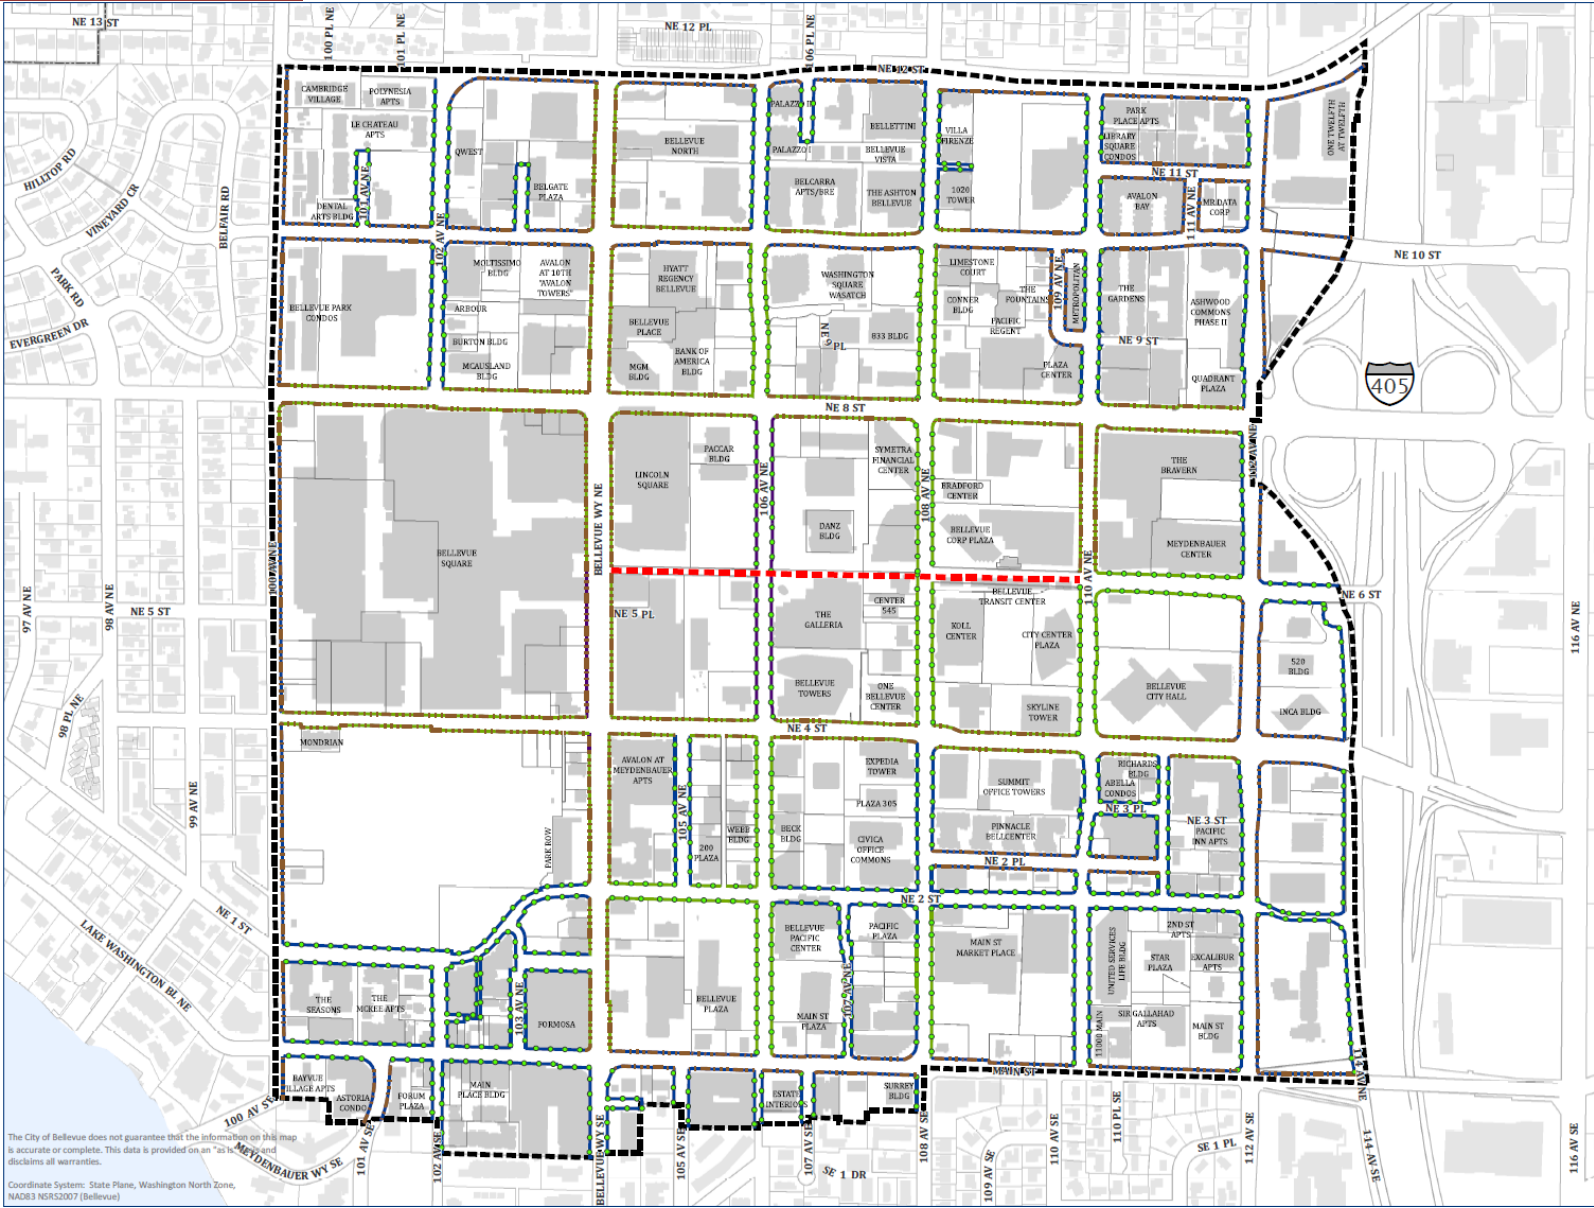 NE 13 ST
100 PL NE
101 PL NE
NE 12 PL
106 PL NE
NE 12 ST
CAMBRIDGE
VILLAGE
POLYNESIA
APTS
LE CHATEAU
APTS
QWEST
BELLEVUE
NORTH
PALAZZO II
PALAZZO I
BELLETTINI
BELLEVUE
VISTA
VILLA
FIRENZE
PARK
PLACE APTS
LIBRARY
SQUARE
CONDOS
ONE TWELFTH
AT TWELFTH
NE 11 ST
HILLTOP RD
VINEYARD CR
BELFAIR RD
101 AV NE
DENTAL
ARTS BLDG
BELGATE
PLAZA
BELCARRA
APTS/BRE
THE ASHTON
BELLEVUE
1020
TOWER
AVALON
BAY
111 AV NE
MR DATA
CORP
102 AV NE
NE 10 ST
PARK RD
EVERGREEN DR
BELLEVUE PARK
CONDOS
MOLTISSIMO
BLDG
AVALON
AT 10TH
"AVALON
TOWERS"
ARBOUR
BURTON BLDG
MCAUSLAND
BLDG
HYATT
REGENCY
BELLEVUE
BELLEVUE
PLACE
MGM
BLDG
BANK OF
AMERICA
BLDG
WASHINGTON
SQUARE
WASATCH
NE 9
PL
833 BLDG
LIMESTONE
COURT
CONNER
BLDG
THE
FOUNTAINS
PACIFIC
REGENT
109 AV NE
METROPOLITAN
PLAZA
CENTER
THE
GARDENS
ASHWOOD
COMMONS
PHASE II
NE 9 ST
QUADRANT
PLAZA
405
NE 8 ST
LINCOLN
SQUARE
PACCAR
BLDG
106 AV NE
SYMETRA
FINANCIAL
CENTER
108 AV NE
BRADFORD
CENTER
THE
BRAVERN
112 AV NE
BELLEVUE WY NE
BELLEVUE
SQUARE
DANZ
BLDG
BELLEVUE
CORP PLAZA
MEYDENBAUER
CENTER
100 AV NE
110 AV NE
97 AV NE
98 AV NE
NE 5 ST
NE 5 PL
THE
GALLERIA
CENTER
545
BELLEVUE
TRANSIT CENTER
KOLL
CENTER
CITY CENTER
PLAZA
NE 6 ST
116 AV NE
520
BLDG
BELLEVUE
TOWERS
ONE
BELLEVUE
CENTER
SKYLINE
TOWER
BELLEVUE
CITY HALL
INCA BLDG
98 PL NE
NE 4 ST
MONDRIAN
AVALON AT
MEYDENBAUER
APTS
105 AV NE
EXPEDIA
TOWER
PLAZA 305
SUMMIT
OFFICE TOWERS
RICHARDS
BLDG
ABELLA
CONDOS
NE 3 PL
NE 3 ST
99 AV NE
PARK ROW
200
PLAZA
WEBB
BLDG
BECK
BLDG
CIVICA
OFFICE
COMMONS
PINNACLE
BELLCENTER
PACIFIC
INN APTS
NE 2 PL
NE 2 ST
NE 1 ST
LAKE WASHINGTON BL NE
BELLEVUE
PACIFIC
CENTER
PACIFIC
PLAZA
MAIN ST
MARKET PLACE
UNITED SERVICES
LIFE BLDG
2ND ST
APTS
STAR
PLAZA
EXCALIBUR
APTS
THE
SEASONS
THE
MCKEE APTS
103 AV NE
FORMOSA
BELLEVUE
PLAZA
107 AV NE
MAIN ST
PLAZA
11000 MAIN
SIR GALLAHAD
APTS
MAIN ST
BLDG
BAYVUE
VILLAGE APTS
ASTORIA
CONDO
FORUM
PLAZA
MAIN
PLACE BLDG
ESTATE
INTERIORS
SURREY
BLDG
MAIN ST
114 AV NE
100 AV SE
MEYDENBAUER WY SE
101 AV SE
102 AV SE
BELLEVUE WY SE
105 AV SE
107 AV SE
SE 1 DR
108 AV SE
109 AV SE
110 AV SE
110 PL SE
SE 1 PL
112 AV SE
114 AV SE
116 AV SE
The City of Bellevue does not guarantee that the information on this map
is accurate or complete. This data is provided on an "as is" and
disclaims all warranties.
Coordinate System: State Plane, Washington North Zone,
NAD83 NSRS2007 (Bellevue)